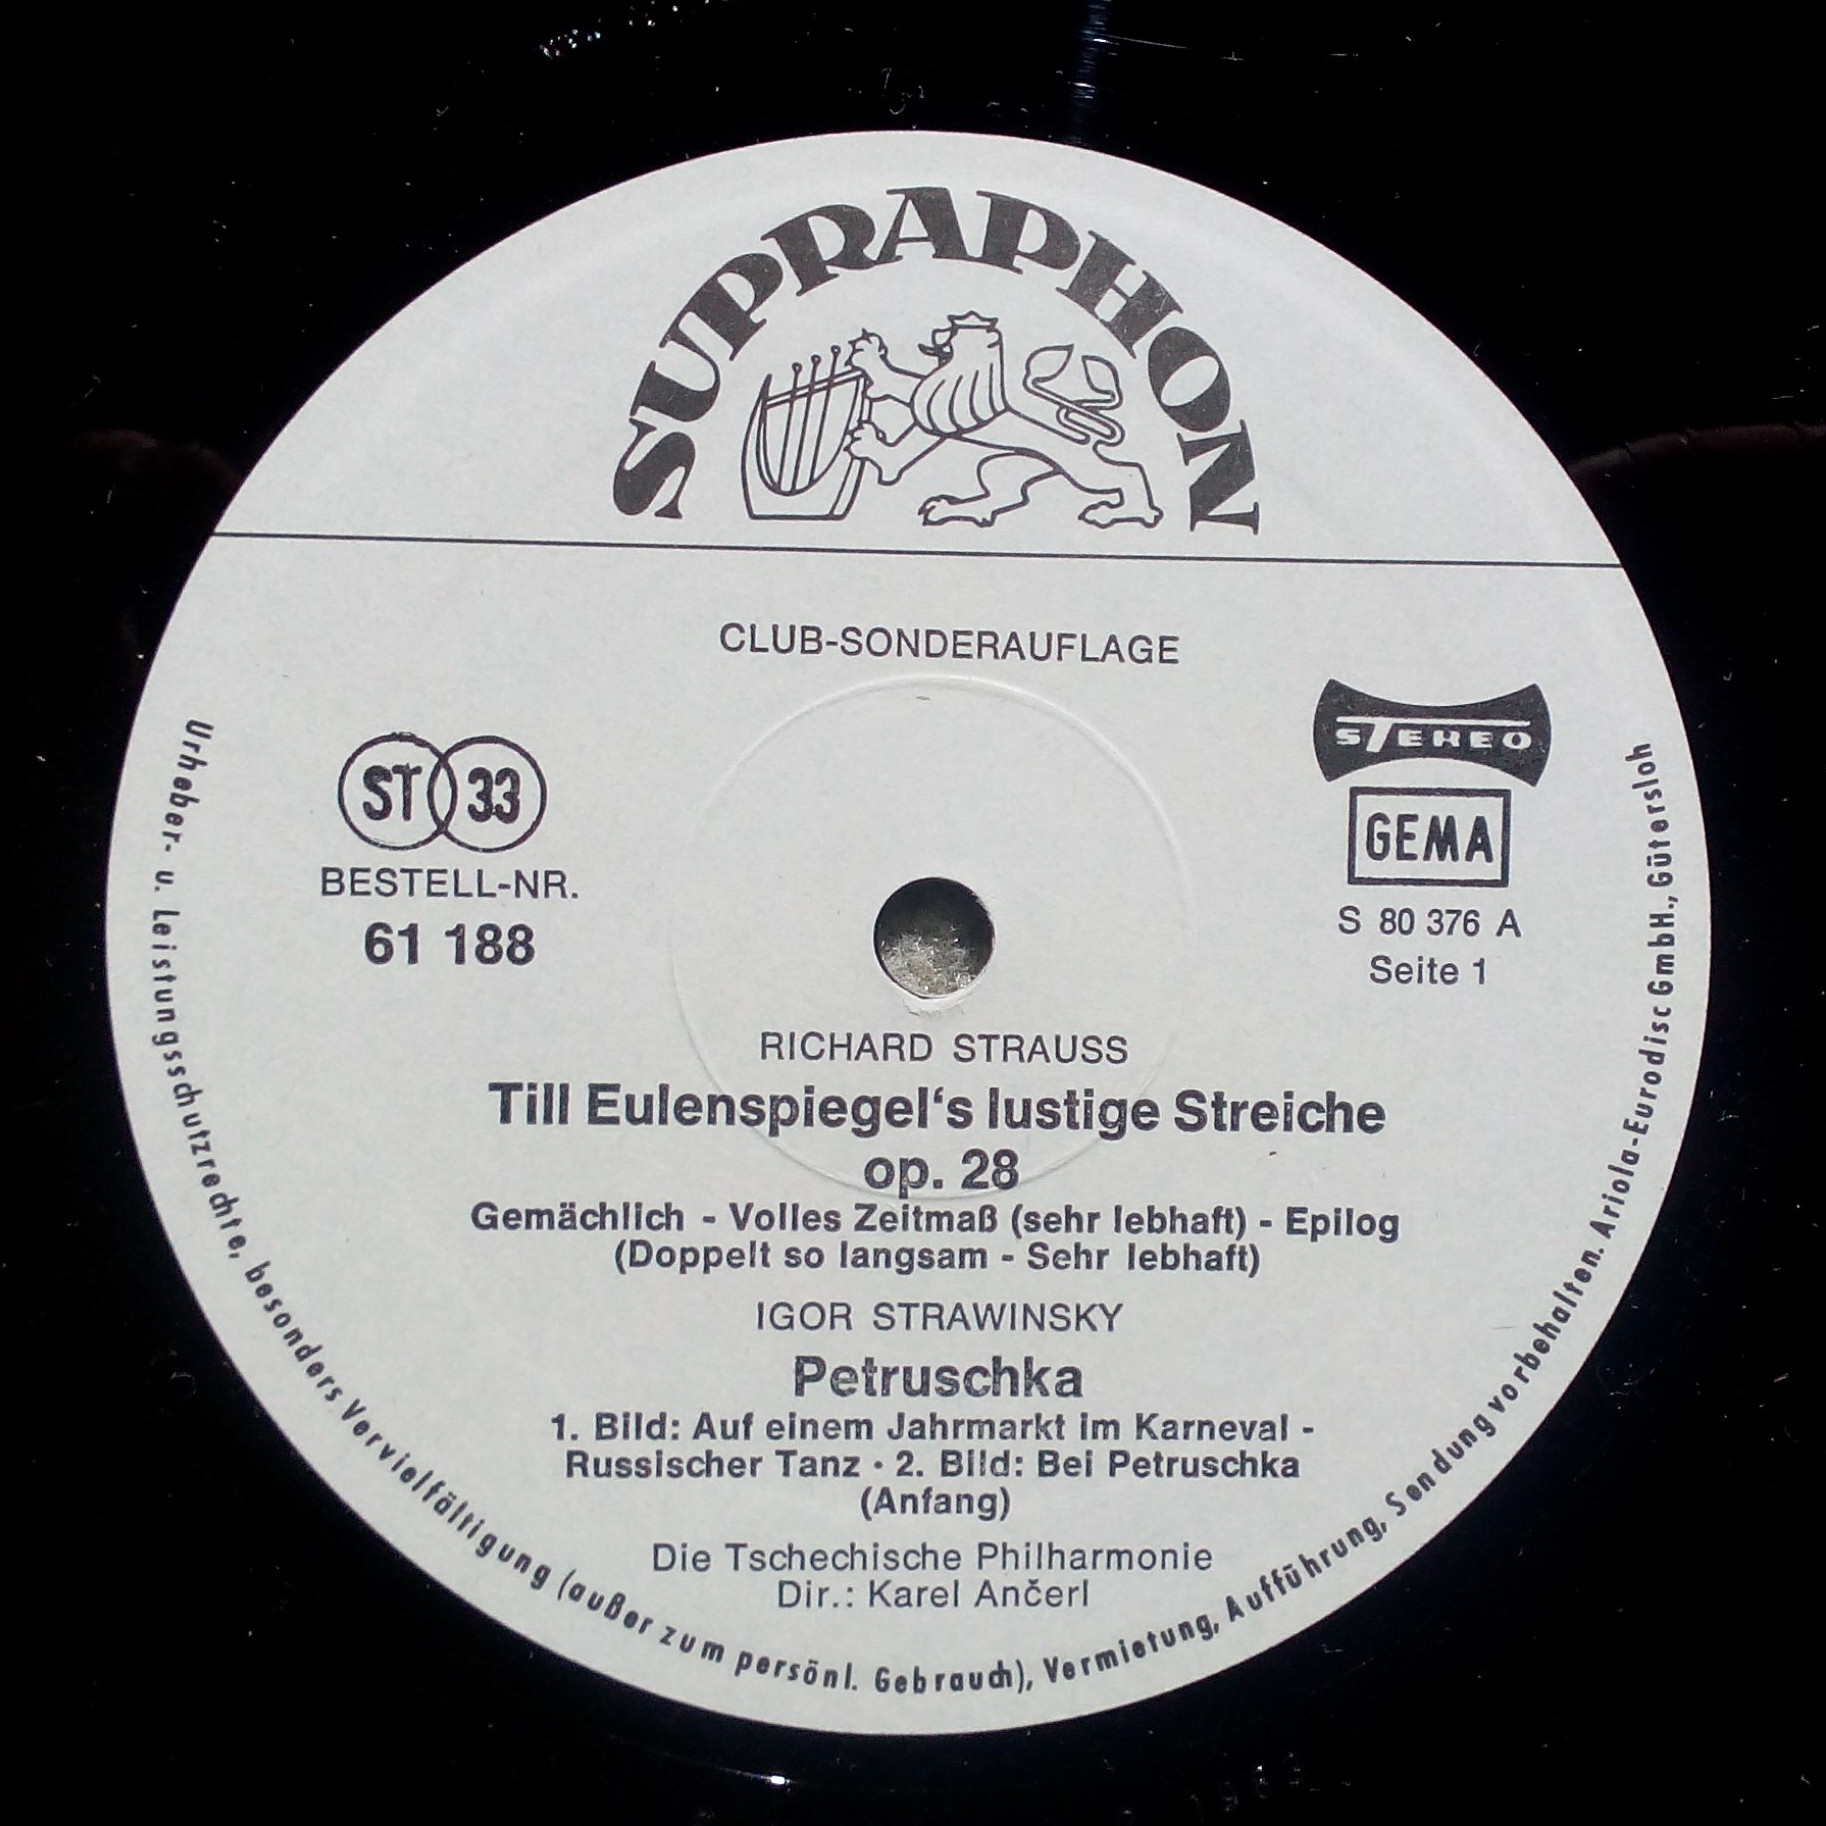 SUPRAPHON
CLUB-SONDERAUFLAGE
ST 33
BESTELL-NR.
61 188
STEREO
GEMA
S 80 376 A
Seite 1
RICHARD STRAUSS
Till Eulenspiegel‘s lustige Streiche
op. 28
Gemächlich - Volles Zeitmaß (sehr lebhaft) - Epilog
(Doppelt so langsam - Sehr lebhaft)
IGOR STRAWINSKY
Petruschka
1. Bild: Auf einem Jahrmarkt im Karneval -
Russischer Tanz · 2. Bild: Bei Petruschka
(Anfang)
Die Tschechische Philharmonie
Dir.: Karel Ančerl
Urheber- u. Leistungsschutzrechte, besonders Vervielfältigung (außer zum persönl. Gebrauch), Vermietung, Aufführung, Sendung vorbehalten. Ariola-Eurodisc GmbH., Gütersloh